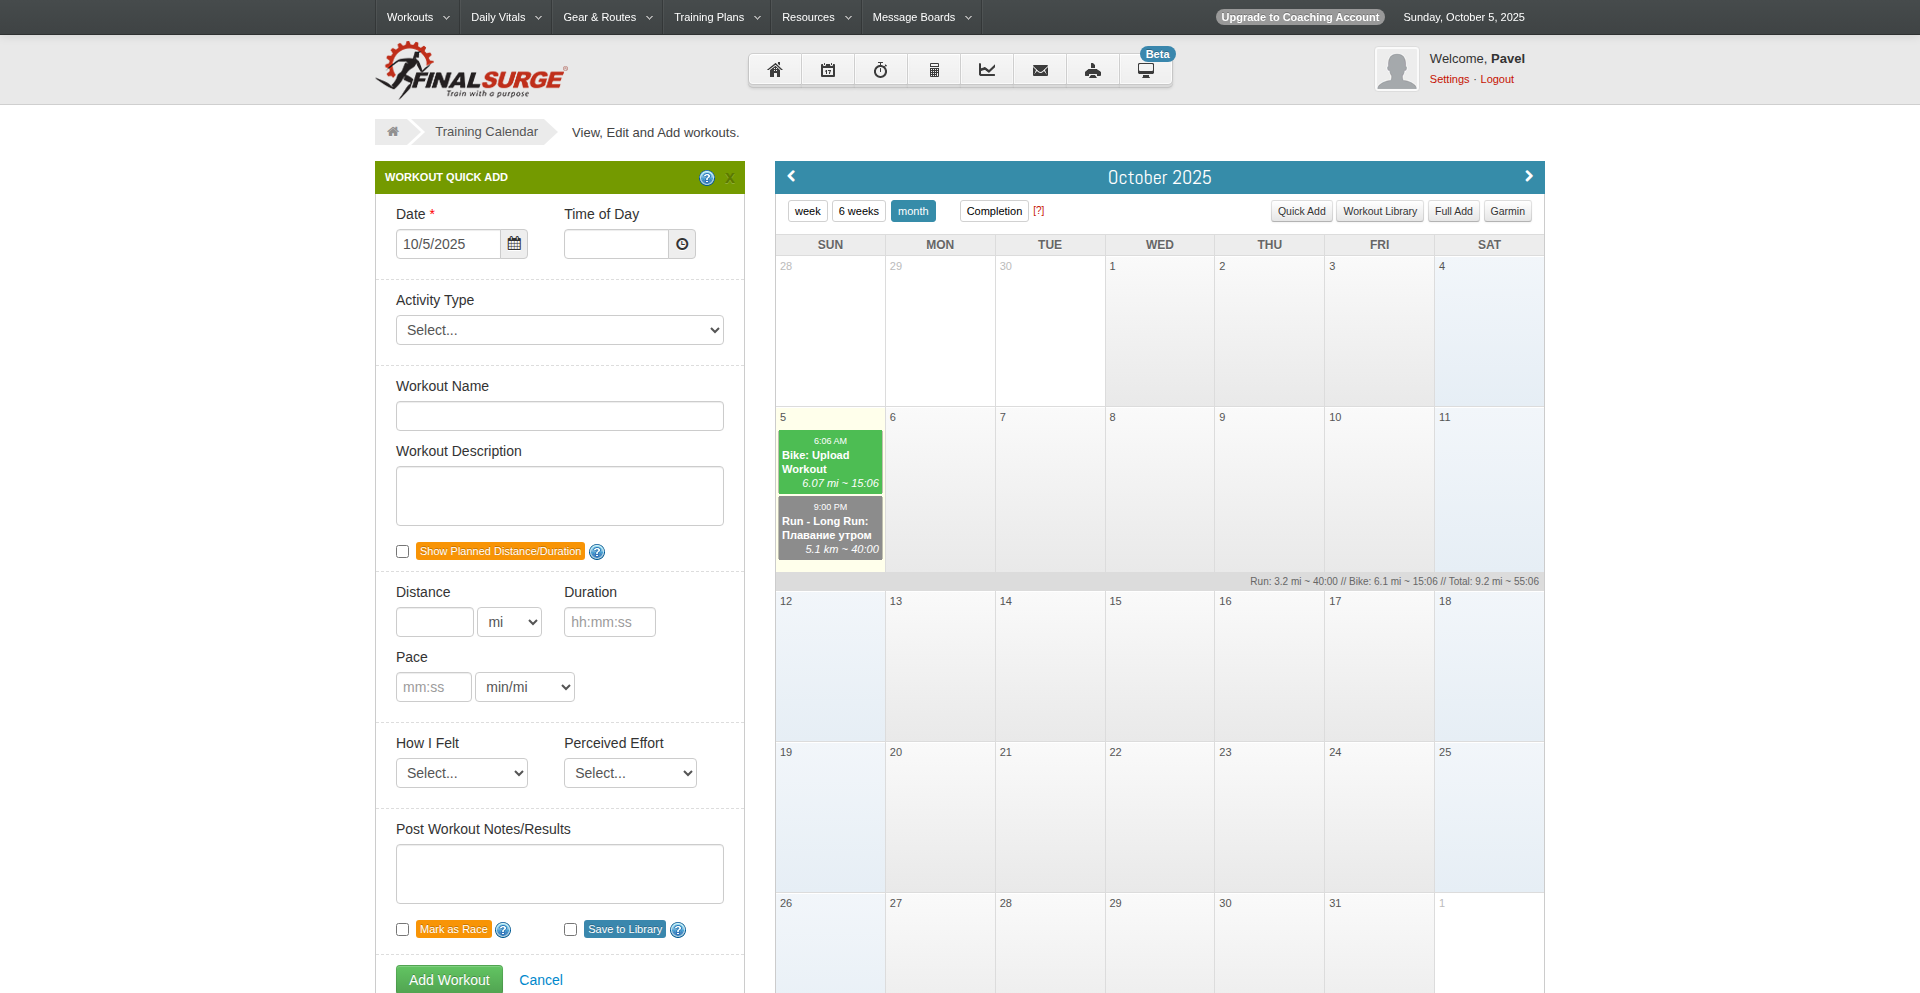 Workouts Daily Vitals Gear & Routes Training Plans Resources Message Boards Upgrade to Coaching Account Sunday, October 5, 2025
FINALSURGE®
Train with a purpose
17
Beta
Welcome, Pavel
Settings · Logout
Training Calendar View, Edit and Add workouts.
WORKOUT QUICK ADD ? X
Date * Time of Day
10/5/2025
Activity Type
Select...
Workout Name
Workout Description
Show Planned Distance/Duration ?
Distance Duration
mi hh:mm:ss
Pace
mm:ss min/mi
How I Felt Perceived Effort
Select... Select...
Post Workout Notes/Results
Mark as Race ? Save to Library ?
Add Workout Cancel
October 2025
week 6 weeks month Completion [?] Quick Add Workout Library Full Add Garmin
SUN MON TUE WED THU FRI SAT
28 29 30 1 2 3 4
5 6 7 8 9 10 11
6:06 AM
Bike: Upload
Workout
6.07 mi ~ 15:06
9:00 PM
Run - Long Run:
Плавание утром
5.1 km ~ 40:00
Run: 3.2 mi ~ 40:00 // Bike: 6.1 mi ~ 15:06 // Total: 9.2 mi ~ 55:06
12 13 14 15 16 17 18
19 20 21 22 23 24 25
26 27 28 29 30 31 1